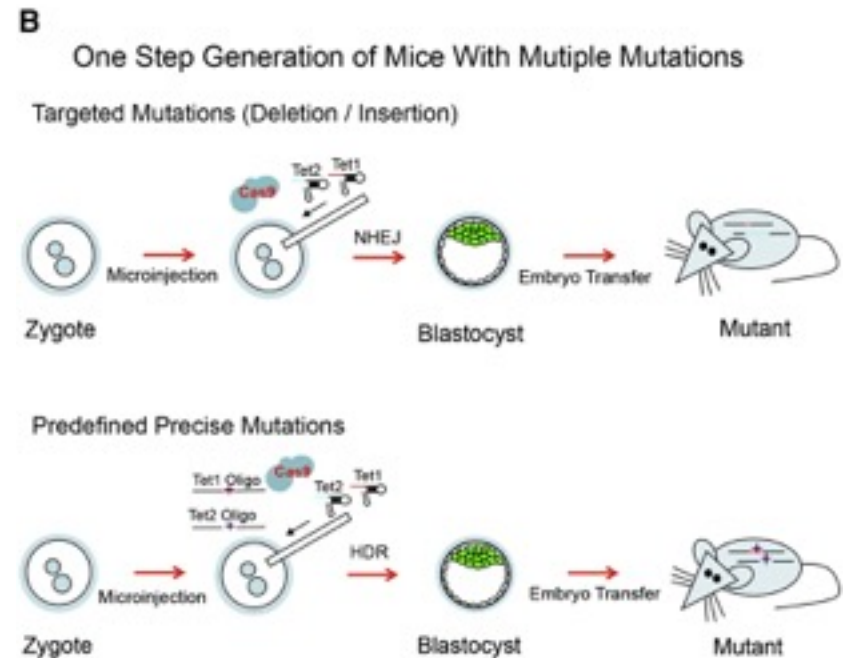 B
One Step Generation of Mice With Mutiple Mutations
Targeted Mutations (Deletion / Insertion)
Cas9
Tet2 Tet1
NHEJ
Microinjection
Embryo Transfer
Zygote
Blastocyst
Mutant
Predefined Precise Mutations
Tet1 Oligo
Cas9
Tet2 Tet1
Tet2 Oligo
HDR
Microinjection
Embryo Transfer
Zygote
Blastocyst
Mutant